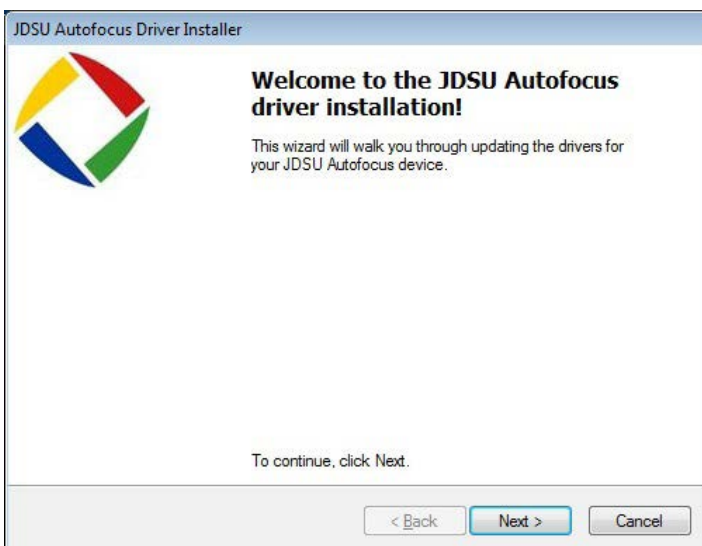 JDSU Autofocus Driver Installer
Welcome to the JDSU Autofocus
driver installation!
This wizard will walk you through updating the drivers for
your JDSU Autofocus device.
To continue, click Next.
< Back
Next >
Cancel